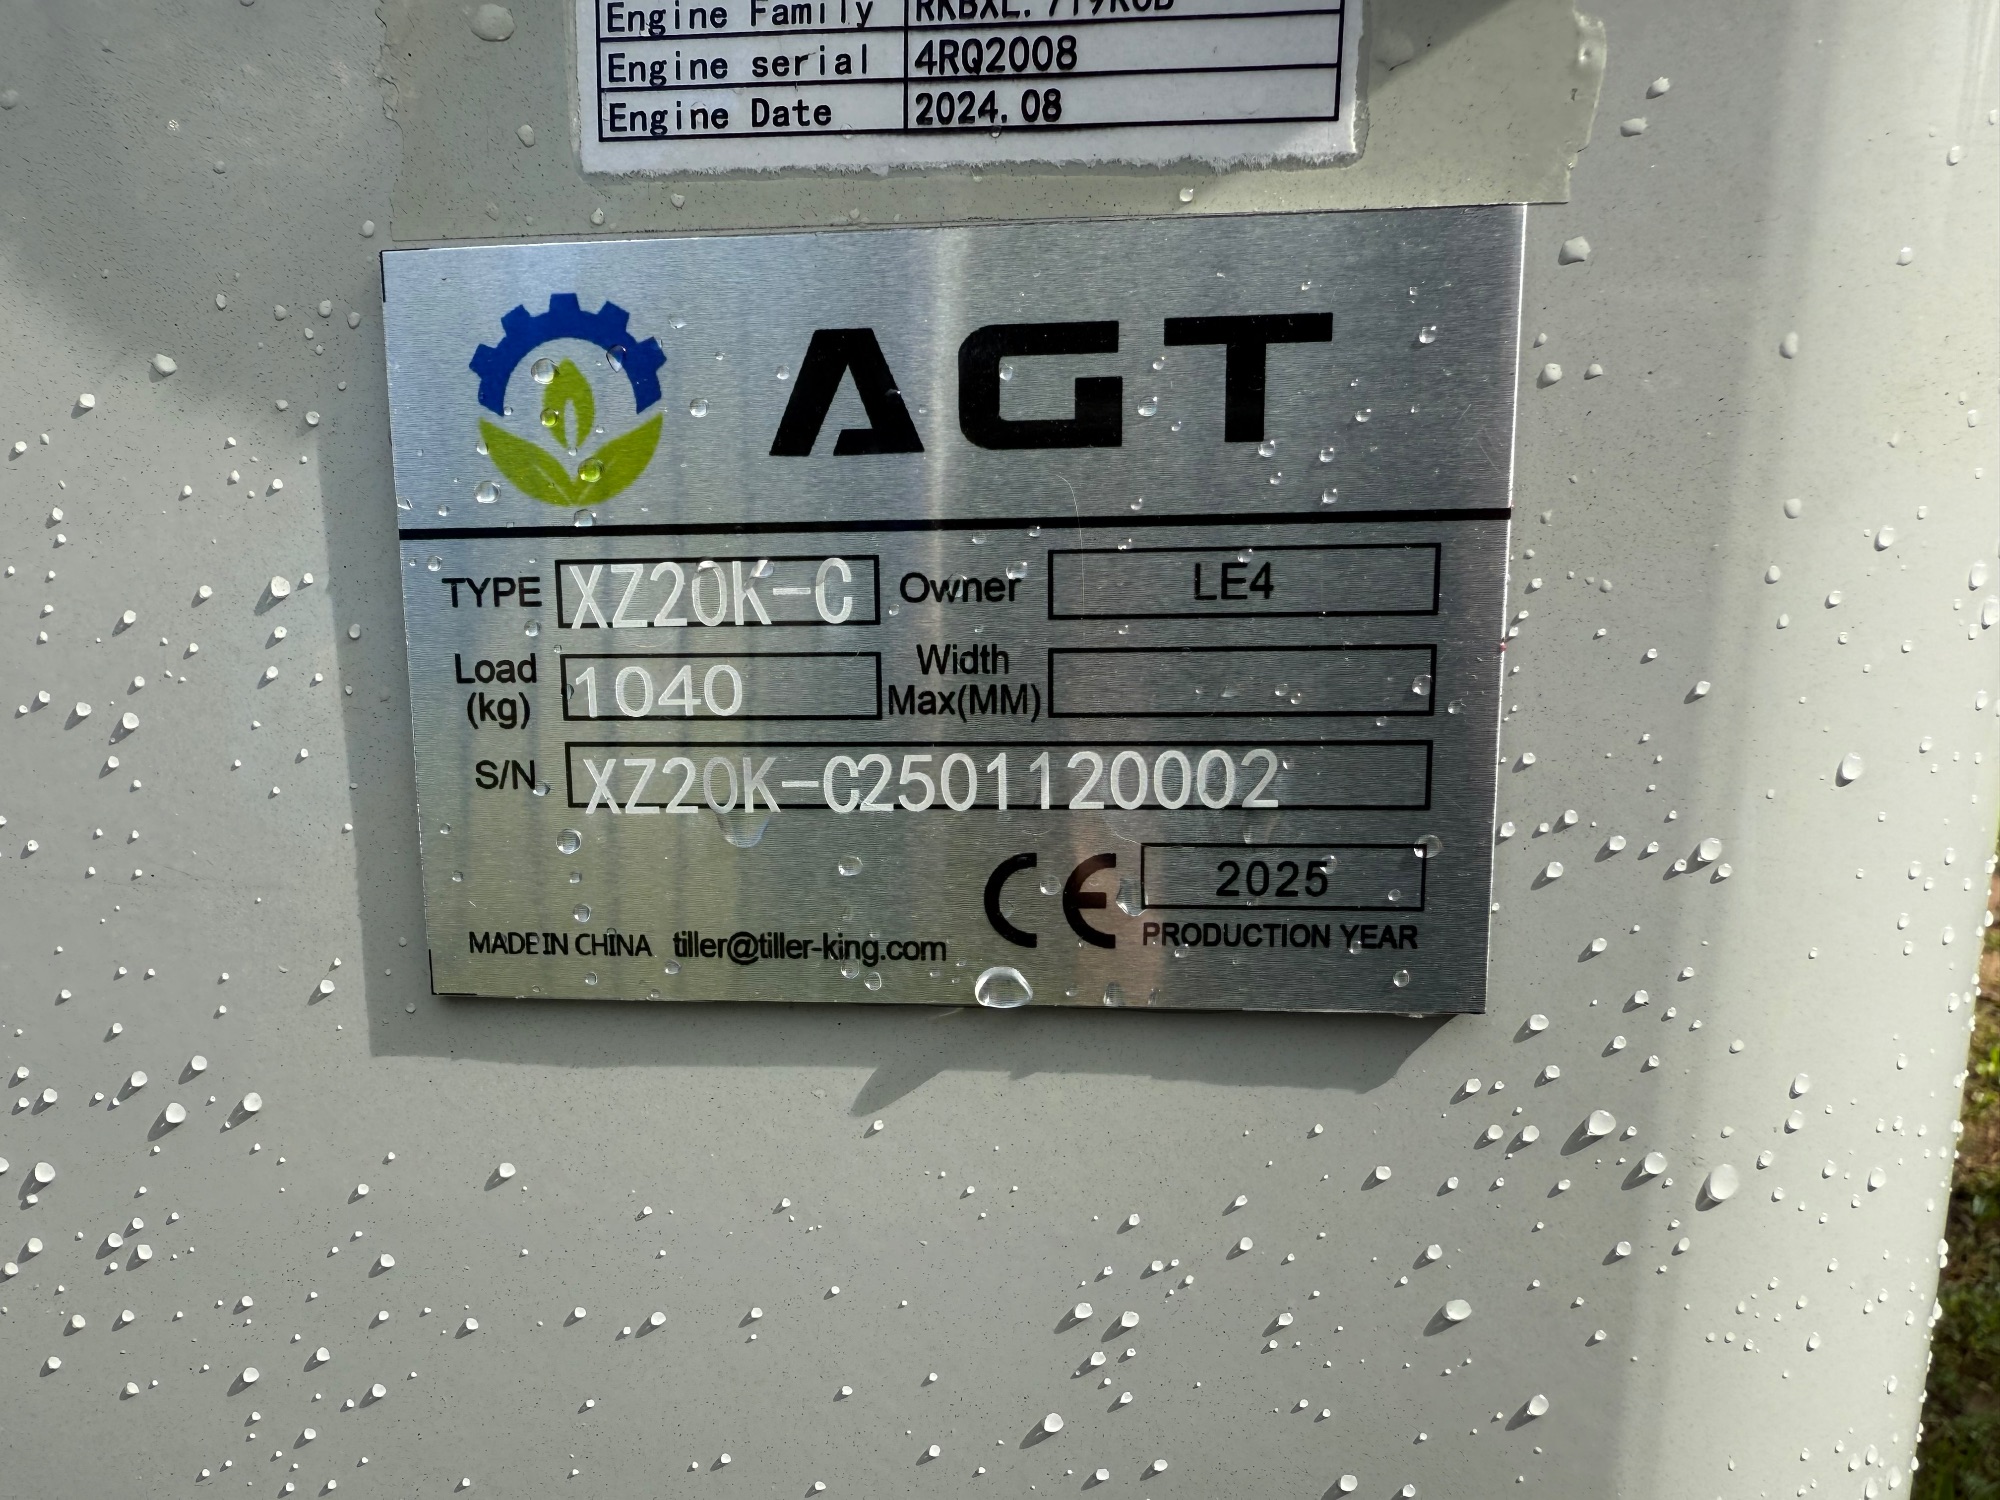 Engine Family
Engine serial 4RQ2008
Engine Date 2024.08
AGT
TYPE XZ20K-C Owner LE4
Load (kg) 1040 Width Max(MM)
S/N XZ20K-C2501120002
CE 2025
PRODUCTION YEAR
MADE IN CHINA tiller@tiller-king.com